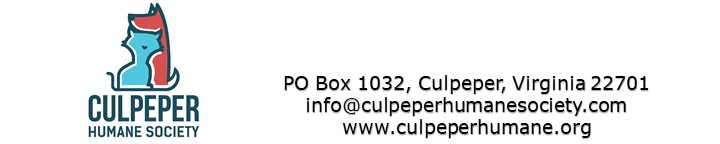 CULPEPER
HUMANE SOCIETY
PO Box 1032, Culpeper, Virginia 22701
info@culpeperhumanesociety.com
www.culpeperhumane.org